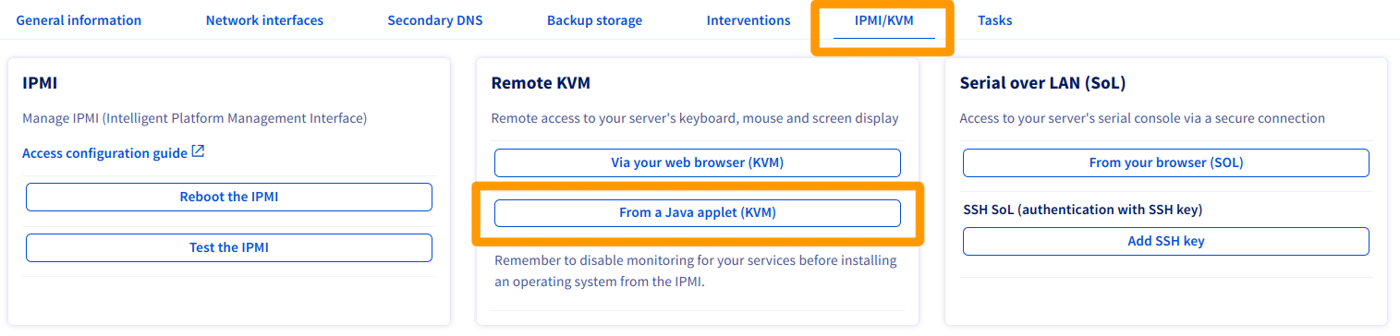 General information
Network interfaces
Secondary DNS
Backup storage
Interventions
IPMI/KVM
Tasks
IPMI
Manage IPMI (Intelligent Platform Management Interface)
Access configuration guide
Reboot the IPMI
Test the IPMI
Remote KVM
Remote access to your server's keyboard, mouse and screen display
Via your web browser (KVM)
From a Java applet (KVM)
Remember to disable monitoring for your services before installing
an operating system from the IPMI.
Serial over LAN (SoL)
Access to your server's serial console via a secure connection
From your browser (SOL)
SSH SoL (authentication with SSH key)
Add SSH key